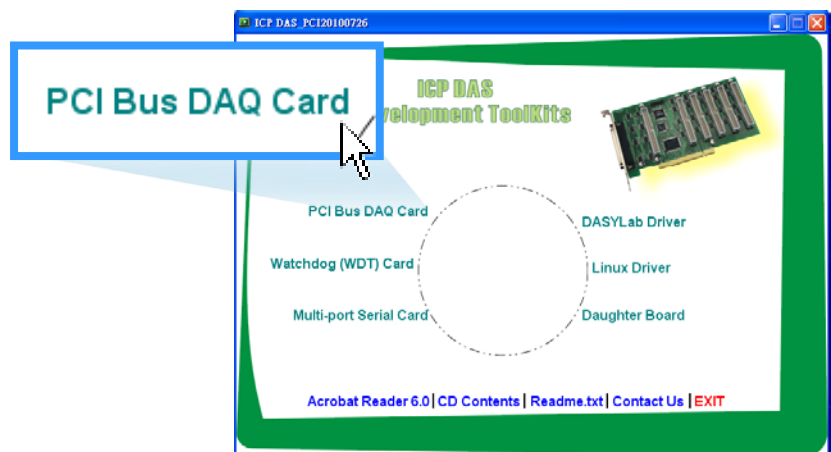 ICP DAS_PCI20100726
PCI Bus DAQ Card
ICP DAS
velopment ToolKits
PCI Bus DAQ Card
DASYLab Driver
Watchdog (WDT) Card
Linux Driver
Multi-port Serial Card
Daughter Board
Acrobat Reader 6.0| CD Contents | Readme.txt | Contact Us | EXIT